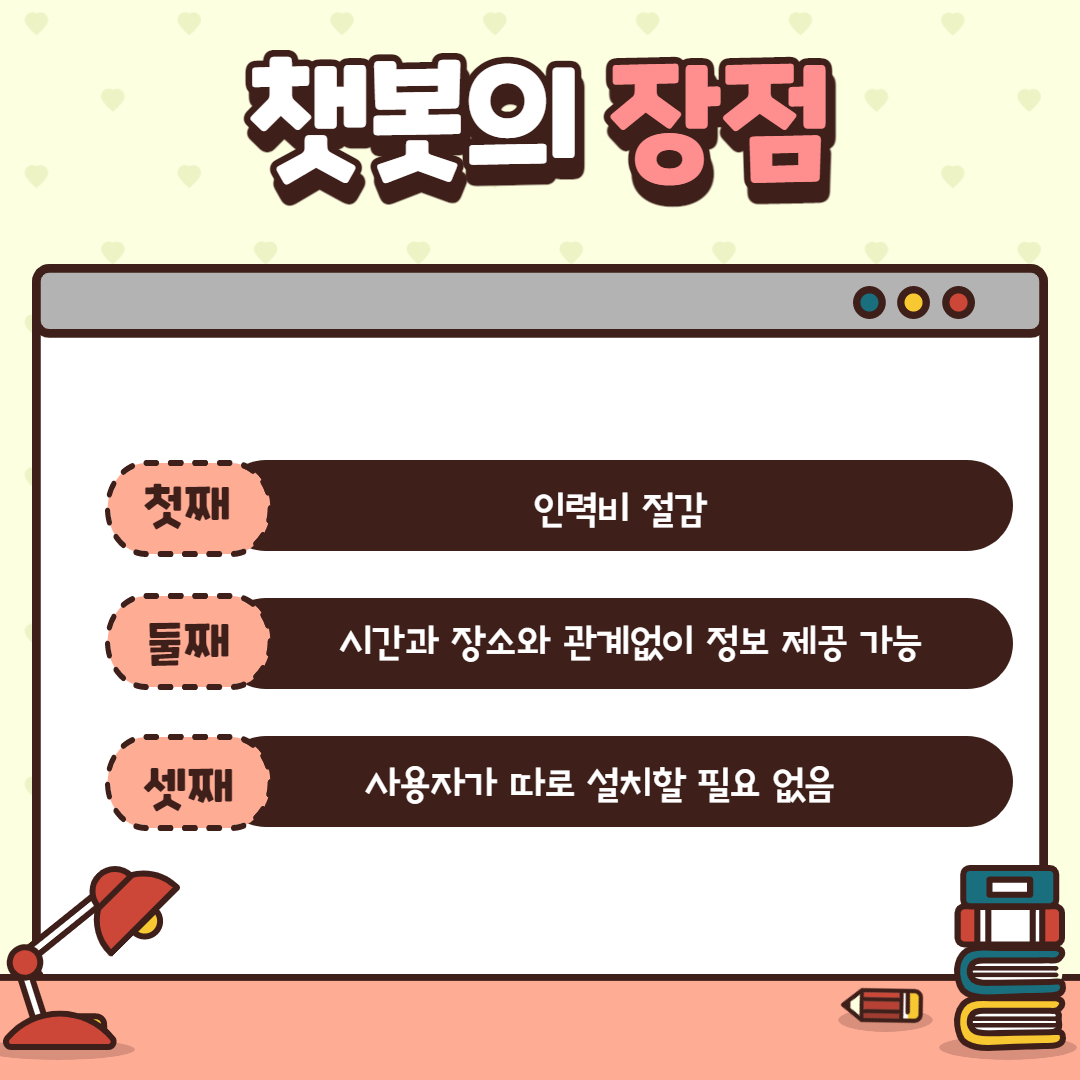 챗봇의 장점
첫째 인력비 절감
둘째 시간과 장소와 관계없이 정보 제공 가능
셋째 사용자가 따로 설치할 필요 없음